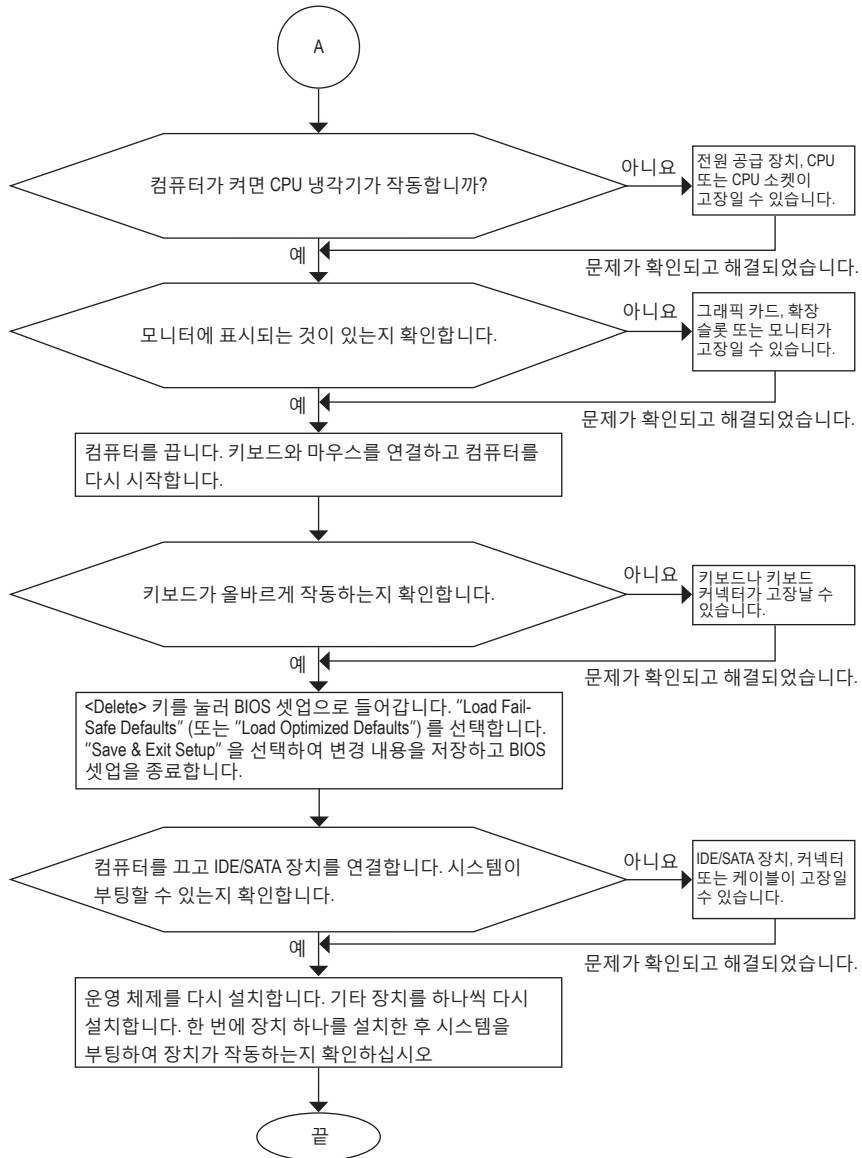 A
컴퓨터가 켜면 CPU 냉각기가 작동합니까?
아니요
전원 공급 장치, CPU
또는 CPU 소켓이
고장일 수 있습니다.
예
문제가 확인되고 해결되었습니다.
모니터에 표시되는 것이 있는지 확인합니다.
아니요
그래픽 카드, 확장
슬롯 또는 모니터가
고장일 수 있습니다.
예
문제가 확인되고 해결되었습니다.
컴퓨터를 끕니다. 키보드와 마우스를 연결하고 컴퓨터를
다시 시작합니다.
키보드가 올바르게 작동하는지 확인합니다.
아니요
키보드나 키보드
커넥터가 고장날 수
있습니다.
예
문제가 확인되고 해결되었습니다.
<Delete> 키를 눌러 BIOS 셋업으로 들어갑니다. "Load Fail-
Safe Defaults" (또는 "Load Optimized Defaults") 를 선택합니다.
"Save & Exit Setup" 을 선택하여 변경 내용을 저장하고 BIOS
셋업을 종료합니다.
컴퓨터를 끄고 IDE/SATA 장치를 연결합니다. 시스템이
부팅할 수 있는지 확인합니다.
아니요
IDE/SATA 장치, 커넥터
또는 케이블이 고장일
수 있습니다.
예
문제가 확인되고 해결되었습니다.
운영 체제를 다시 설치합니다. 기타 장치를 하나씩 다시
설치합니다. 한 번에 장치 하나를 설치한 후 시스템을
부팅하여 장치가 작동하는지 확인하십시오
끝